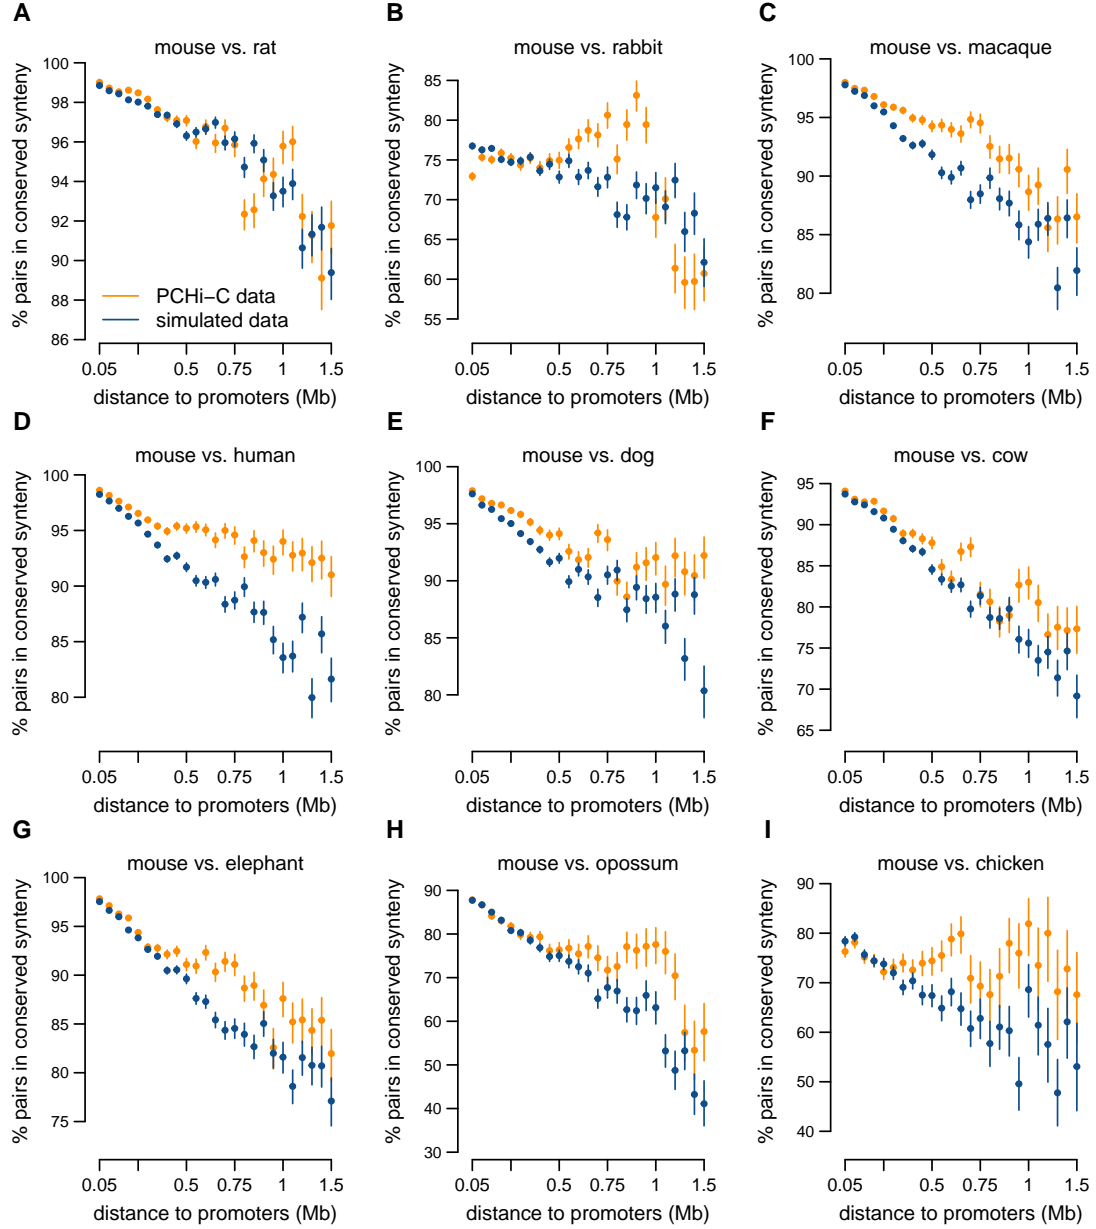 A
mouse vs. rat
% pairs in conserved synteny
100
98
96
94
92
90
88
86
PCHi−C data
simulated data
0.05 0.5 0.75 1 1.5
distance to promoters (Mb)
B
mouse vs. rabbit
% pairs in conserved synteny
85
80
75
70
65
60
55
0.05 0.5 0.75 1 1.5
distance to promoters (Mb)
C
mouse vs. macaque
% pairs in conserved synteny
100
95
90
85
80
0.05 0.5 0.75 1 1.5
distance to promoters (Mb)
D
mouse vs. human
% pairs in conserved synteny
100
95
90
85
80
0.05 0.5 0.75 1 1.5
distance to promoters (Mb)
E
mouse vs. dog
% pairs in conserved synteny
100
95
90
85
80
0.05 0.5 0.75 1 1.5
distance to promoters (Mb)
F
mouse vs. cow
% pairs in conserved synteny
95
90
85
80
75
70
65
0.05 0.5 0.75 1 1.5
distance to promoters (Mb)
G
mouse vs. elephant
% pairs in conserved synteny
100
95
90
85
80
75
0.05 0.5 0.75 1 1.5
distance to promoters (Mb)
H
mouse vs. opossum
% pairs in conserved synteny
90
80
70
60
50
40
30
0.05 0.5 0.75 1 1.5
distance to promoters (Mb)
I
mouse vs. chicken
% pairs in conserved synteny
90
80
70
60
50
40
0.05 0.5 0.75 1 1.5
distance to promoters (Mb)